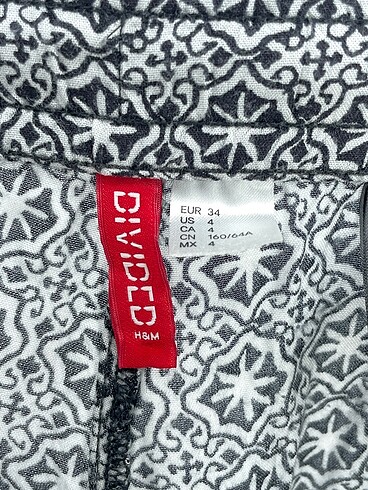 DIVIDED
H&M
EUR 34
US 4
CA 4
CN 160/64A
MX 4